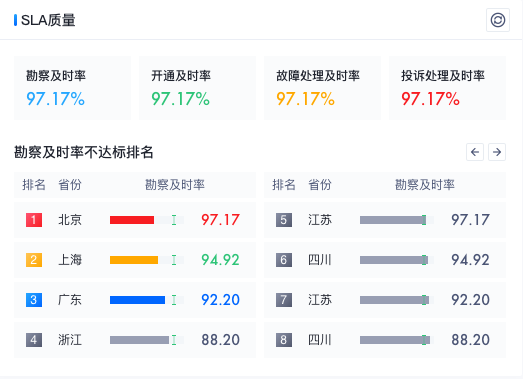 SLA质量
勘察及时率 开通及时率 故障处理及时率 投诉处理及时率
97.17% 97.17% 97.17% 97.17%
勘察及时率不达标排名
排名 省份 勘察及时率 排名 省份 勘察及时率
1 北京 97.17 5 江苏 97.17
2 上海 94.92 6 四川 94.92
3 广东 92.20 7 江苏 92.20
4 浙江 88.20 8 四川 88.20